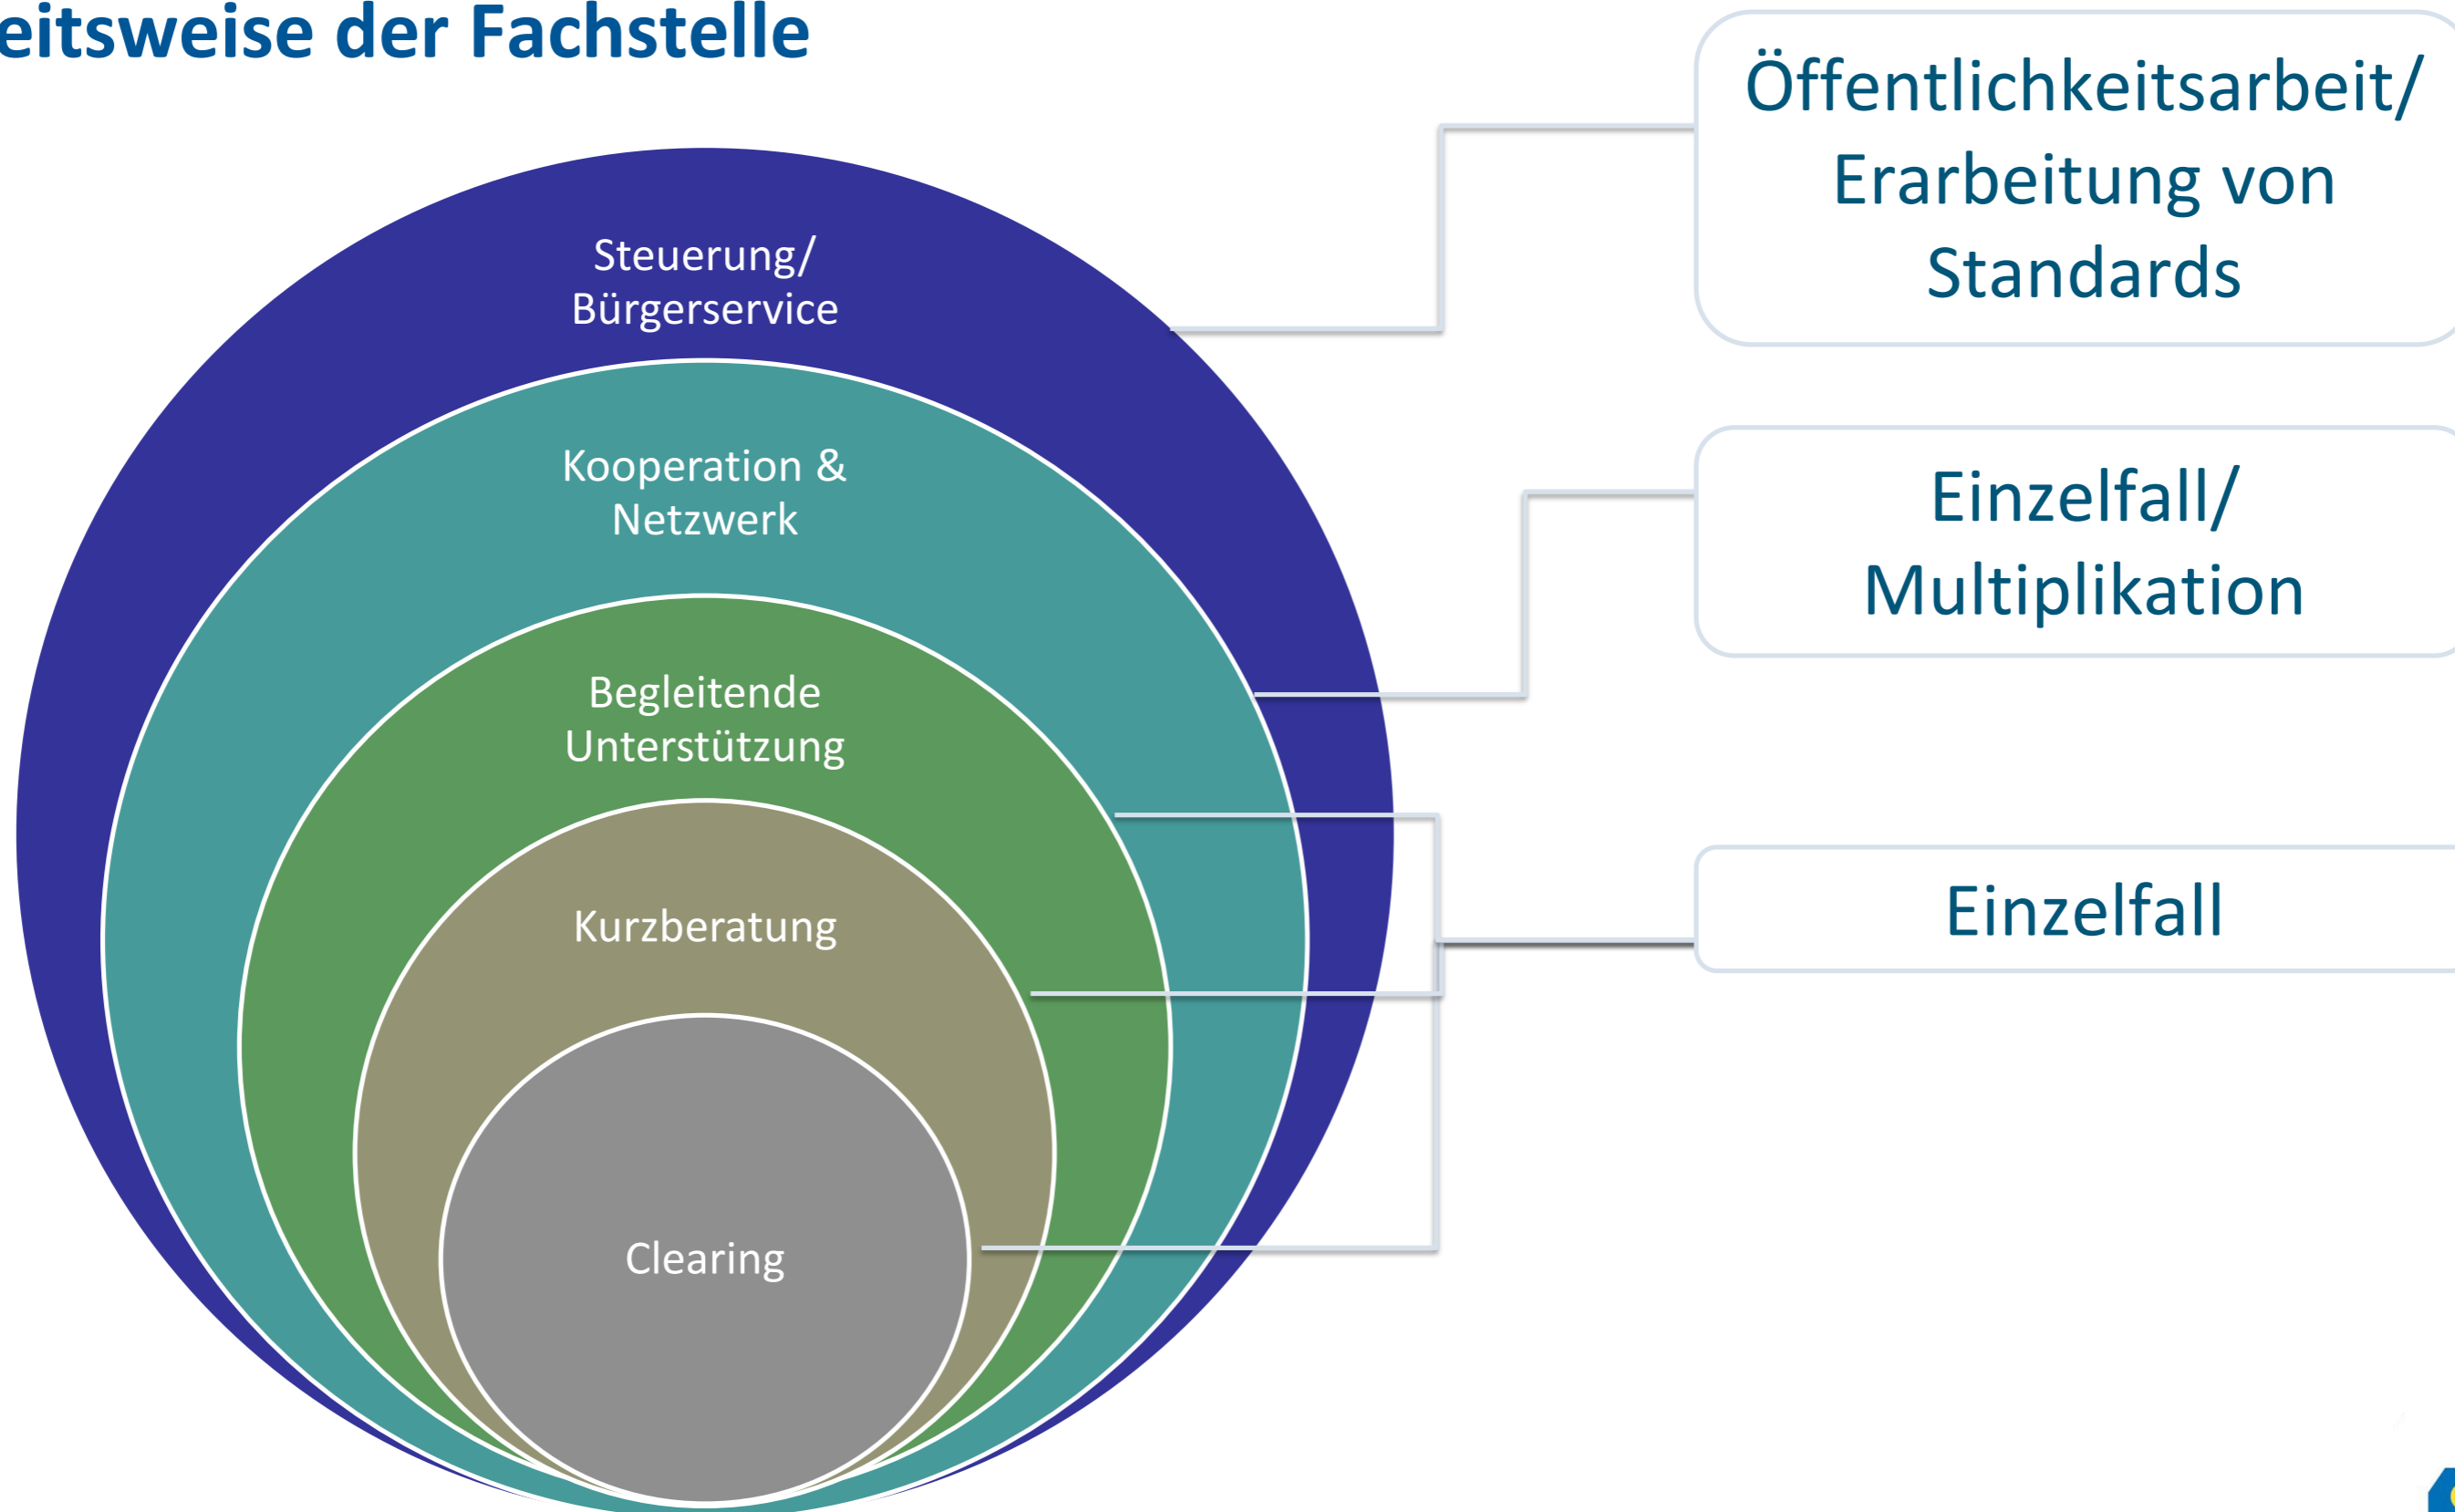 eitsweise der Fachstelle
Öffentlichkeitsarbeit/
Erarbeitung von
Standards
Steuerung/
Bürgerservice
Kooperation &
Netzwerk
Einzelfall/
Multiplikation
Begleitende
Unterstützung
Kurzberatung
Einzelfall
Clearing